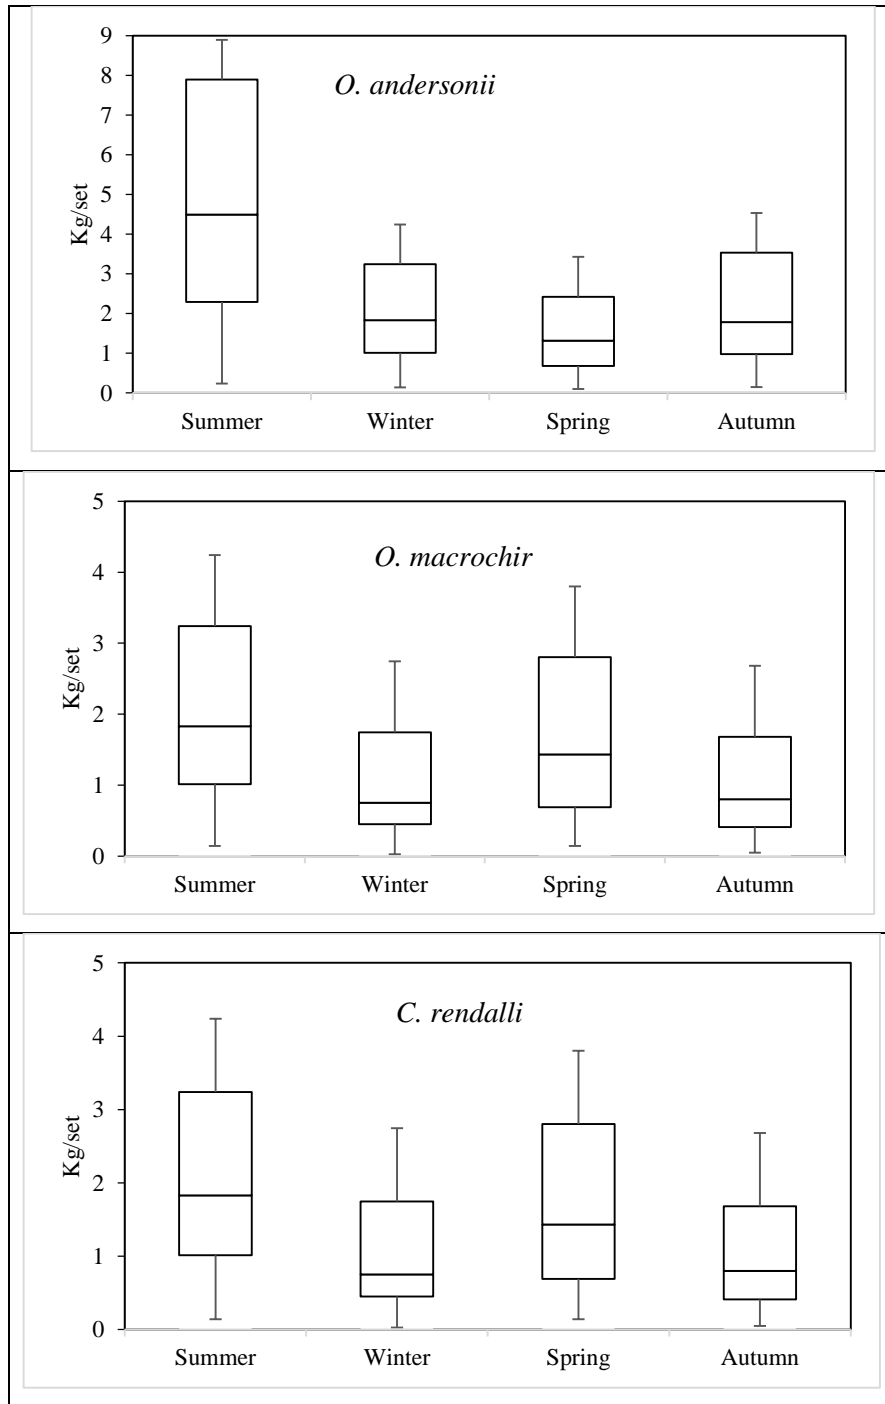 O. andersonii
Kg/set
9
8
7
6
5
4
3
2
1
0
Summer Winter Spring Autumn
O. macrochir
Kg/set
5
4
3
2
1
0
Summer Winter Spring Autumn
C. rendalli
Kg/set
5
4
3
2
1
0
Summer Winter Spring Autumn